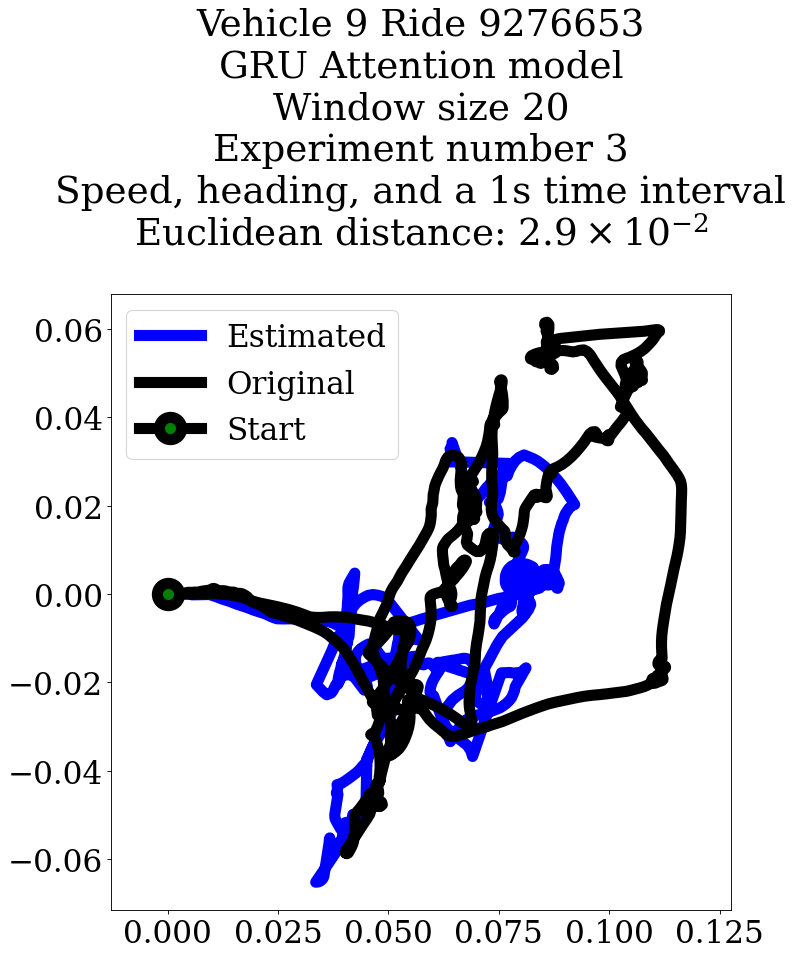 Vehicle 9 Ride 9276653
GRU Attention model
Window size 20
Experiment number 3
Speed, heading, and a 1s time interval
Euclidean distance: 2.9 × 10⁻²
Estimated
Original
Start
0.06
0.04
0.02
0.00
−0.02
−0.04
−0.06
0.000 0.025 0.050 0.075 0.100 0.125